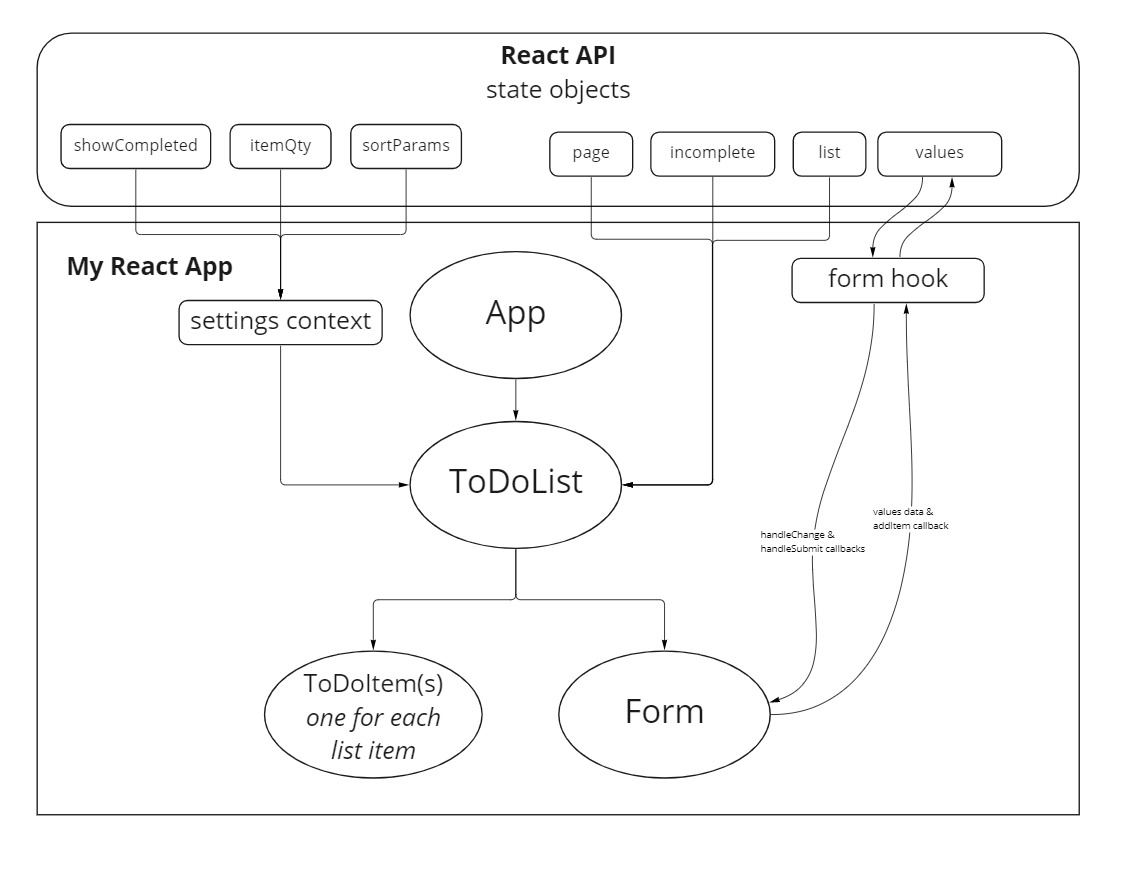 React API
state objects
showCompleted
itemQty
sortParams
page
incomplete
list
values
My React App
form hook
settings context
App
ToDoList
values data &
addItem callback
handleChange &
handleSubmit callbacks
ToDoItem(s)
one for each
list item
Form